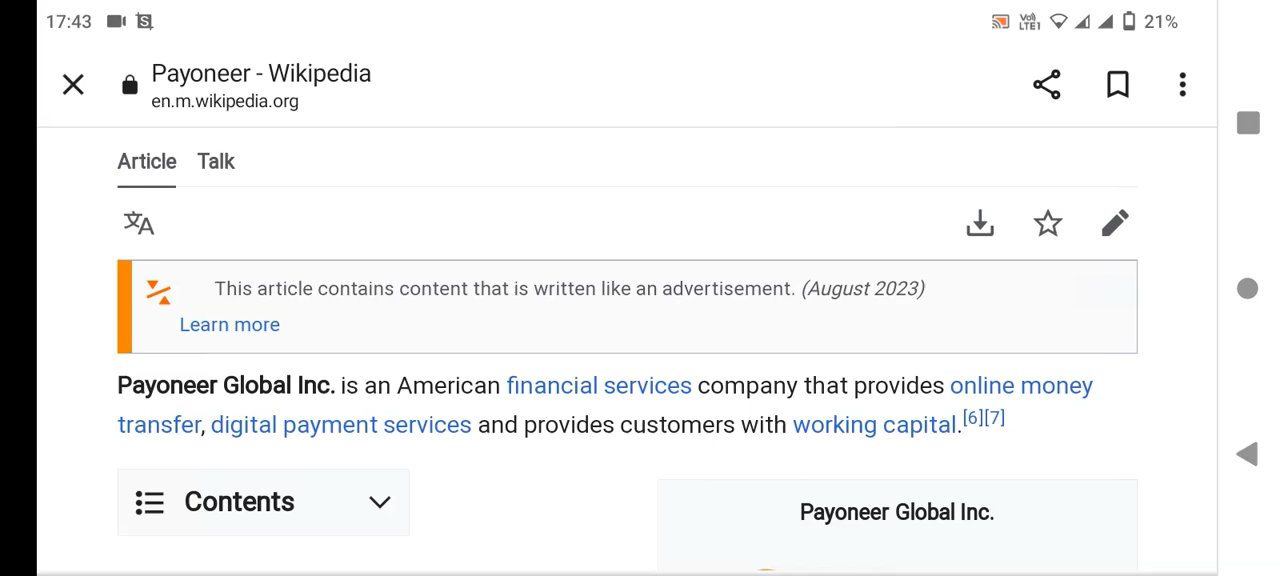 17:43 21%
Payoneer - Wikipedia
en.m.wikipedia.org
Article Talk
This article contains content that is written like an advertisement. (August 2023)
Learn more
Payoneer Global Inc. is an American financial services company that provides online money
transfer, digital payment services and provides customers with working capital.[6][7]
Contents
Payoneer Global Inc.